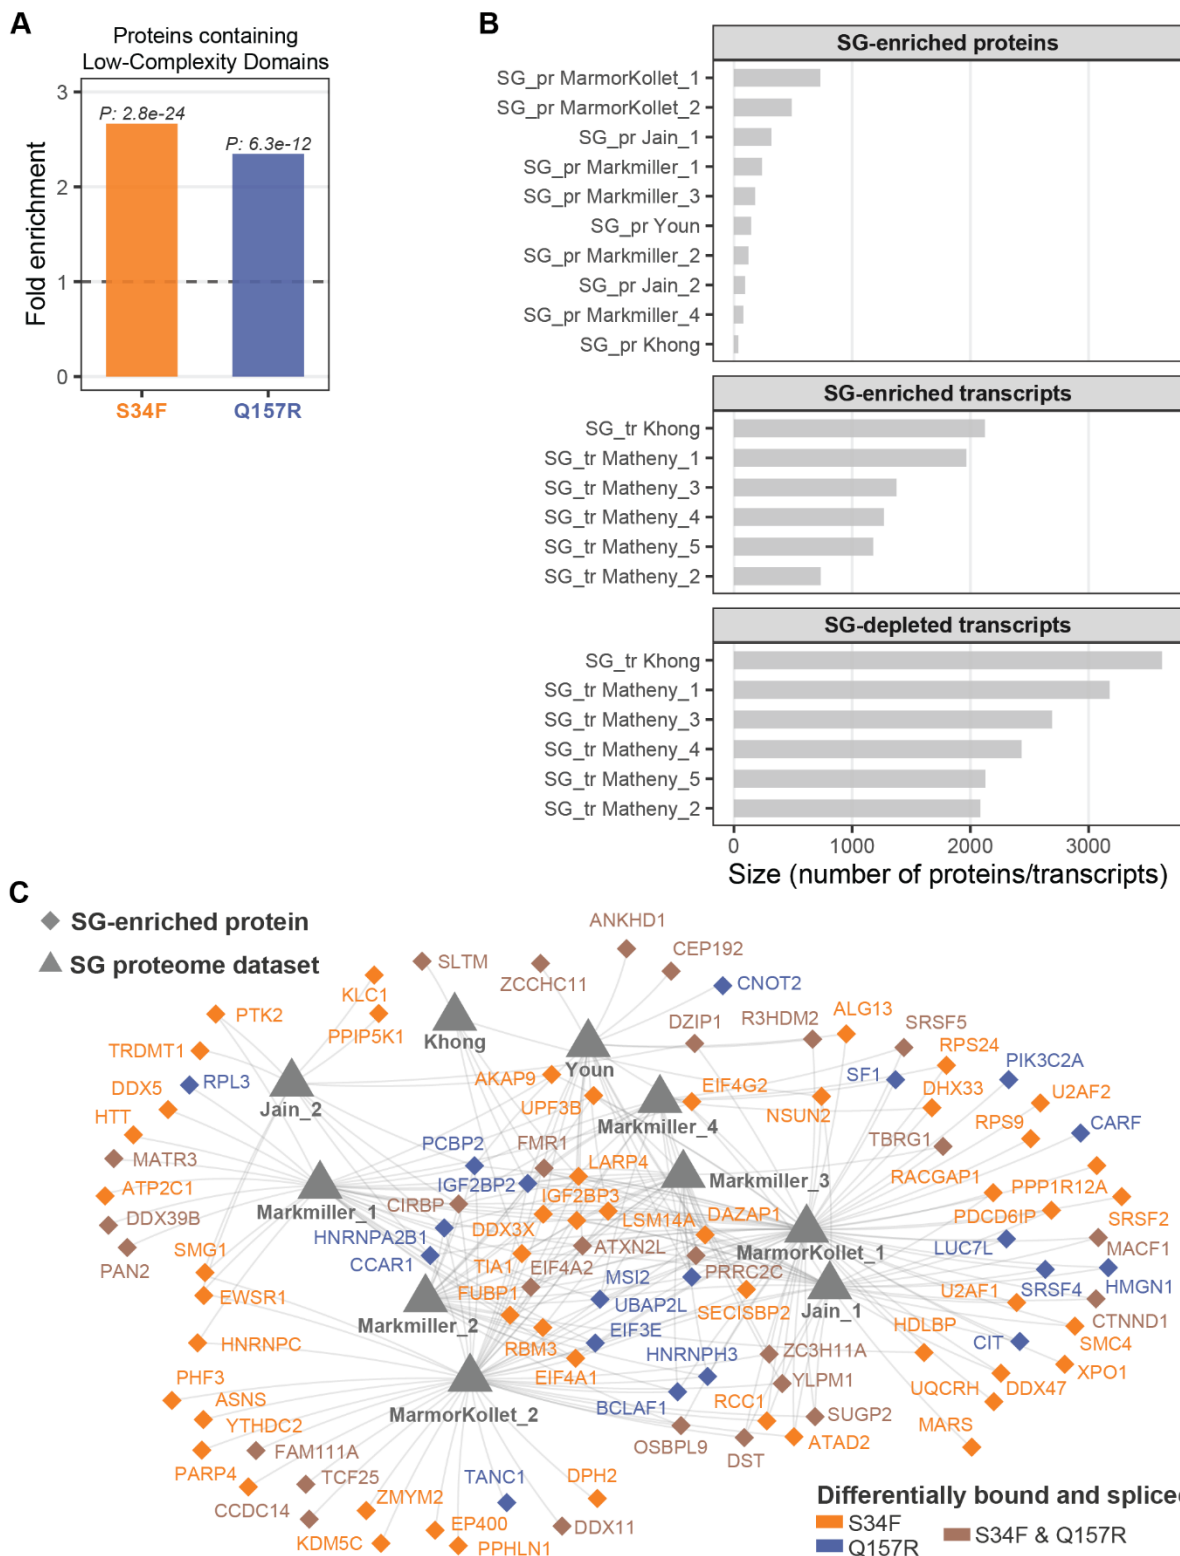 A
Proteins containing
Low-Complexity Domains
Fold enrichment
3
2
1
0
P: 2.8e-24
P: 6.3e-12
S34F
Q157R
B
SG-enriched proteins
SG_pr MarmorKollet_1
SG_pr MarmorKollet_2
SG_pr Jain_1
SG_pr Markmiller_1
SG_pr Markmiller_3
SG_pr Youn
SG_pr Markmiller_2
SG_pr Jain_2
SG_pr Markmiller_4
SG_pr Khong
SG-enriched transcripts
SG_tr Khong
SG_tr Matheny_1
SG_tr Matheny_3
SG_tr Matheny_4
SG_tr Matheny_5
SG_tr Matheny_2
SG-depleted transcripts
SG_tr Khong
SG_tr Matheny_1
SG_tr Matheny_3
SG_tr Matheny_4
SG_tr Matheny_5
SG_tr Matheny_2
0 1000 2000 3000
Size (number of proteins/transcripts)
C
SG-enriched protein
SG proteome dataset
ANKHD1
SLTM
CEP192
ZCCHC11
CNOT2
KLC1
PTK2
PPIP5K1
Khong
DZIP1
R3HDM2
ALG13
SRSF5
TRDMT1
Youn
RPS24
PIK3C2A
DDX5
RPL3
Jain_2
AKAP9
EIF4G2
SF1
DHX33
U2AF2
HTT
UPF3B
Markmiller_4
NSUN2
RPS9
CARF
MATR3
PCBP2
FMR1
TBRG1
ATP2C1
IGF2BP2
LARP4
Markmiller_3
RACGAP1
PPP1R12A
DDX39B
Markmiller_1
CIRBP
IGF2BP3
LSM14A
DAZAP1
PDCD6IP
SRSF2
PAN2
HNRNPA2B1
DDX3X
ATXN2L
MarmorKollet_1
LUC7L
MACF1
SMG1
CCAR1
TIA1
EIF4A2
PRRC2C
EWSR1
FUBP1
MSI2
SECISBP2
Jain_1
U2AF1
SRSF4
HMGN1
Markmiller_2
UBAP2L
HDLBP
CTNND1
HNRNPC
RBM3
EIF3E
ZC3H11A
CIT
SMC4
PHF3
EIF4A1
HNRNPH3
YLPM1
UQCRH
DDX47
XPO1
ASNS
MarmorKollet_2
BCLAF1
RCC1
SUGP2
MARS
YTHDC2
OSBPL9
DST
ATAD2
PARP4
FAM111A
CCDC14
TCF25
TANC1
DPH2
ZMYM2
KDM5C
EP400
PPHLN1
DDX11
Differentially bound and splice
S34F
Q157R
S34F & Q157R